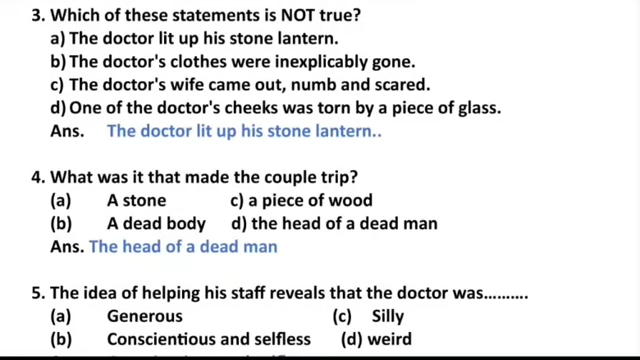 3. Which of these statements is NOT true?
a) The doctor lit up his stone lantern.
b) The doctor's clothes were inexplicably gone.
c) The doctor's wife came out, numb and scared.
d) One of the doctor's cheeks was torn by a piece of glass.
Ans. The doctor lit up his stone lantern..
4. What was it that made the couple trip?
(a) A stone c) a piece of wood
(b) A dead body d) the head of a dead man
Ans. The head of a dead man
5. The idea of helping his staff reveals that the doctor was..........
(a) Generous (c) Silly
(b) Conscientious and selfless (d) weird